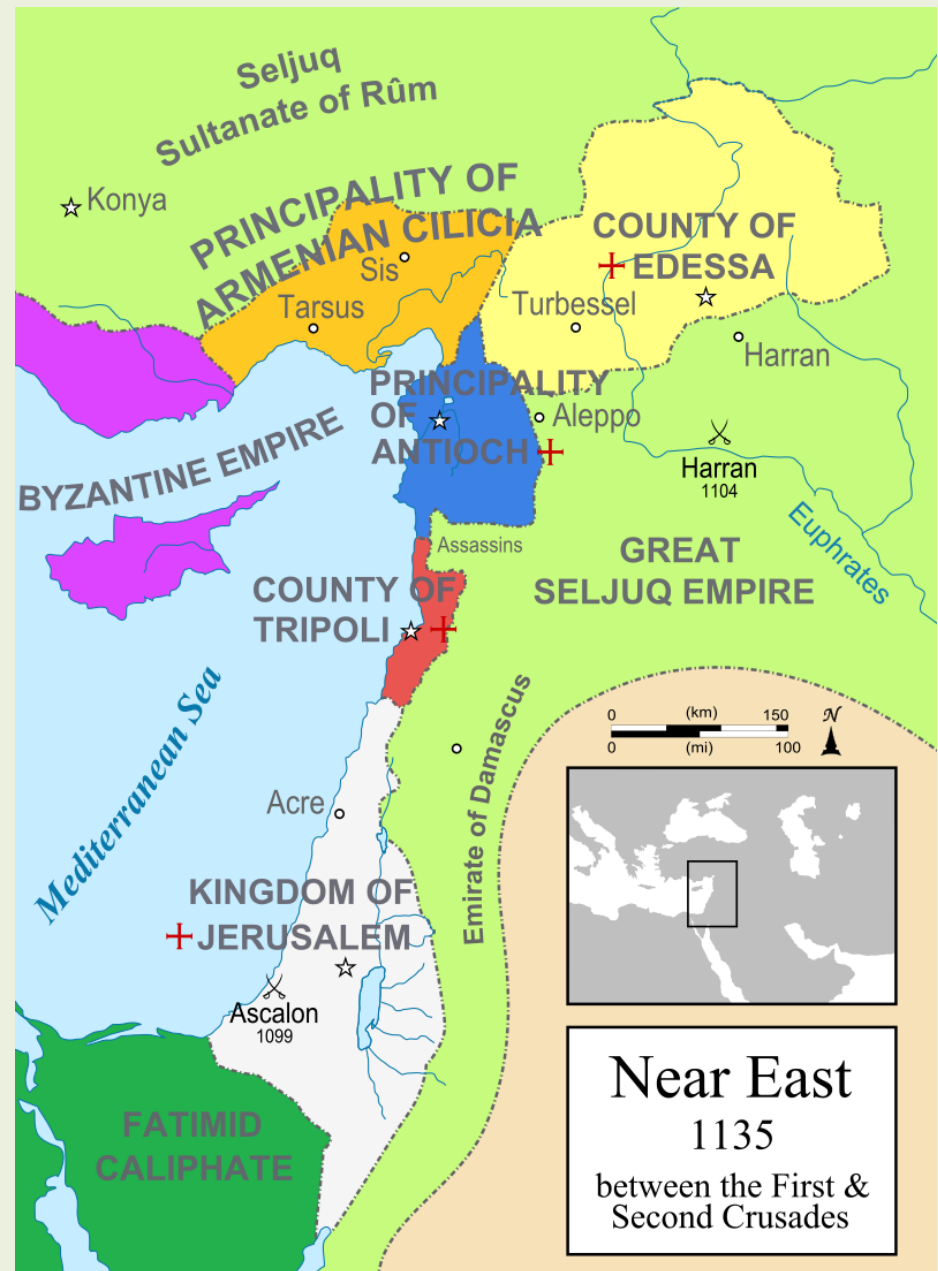 Seljuq
Sultanate of Rûm
Konya
PRINCIPALITY OF
ARMENIAN CILICIA
Sis
Tarsus
COUNTY OF
EDESSA
Turbessel
Harran
PRINCIPALITY
OF
ANTIOCH
Aleppo
Harran
1104
Euphrates
BYZANTINE EMPIRE
Assassins
GREAT
SELJUQ EMPIRE
COUNTY OF
TRIPOLI
Mediterranean Sea
Emirate of Damascus
0 (km) 150
0 (mi) 100
N
Acre
KINGDOM OF
JERUSALEM
Ascalon
1099
FATIMID
CALIPHATE
Near East
1135
between the First &
Second Crusades